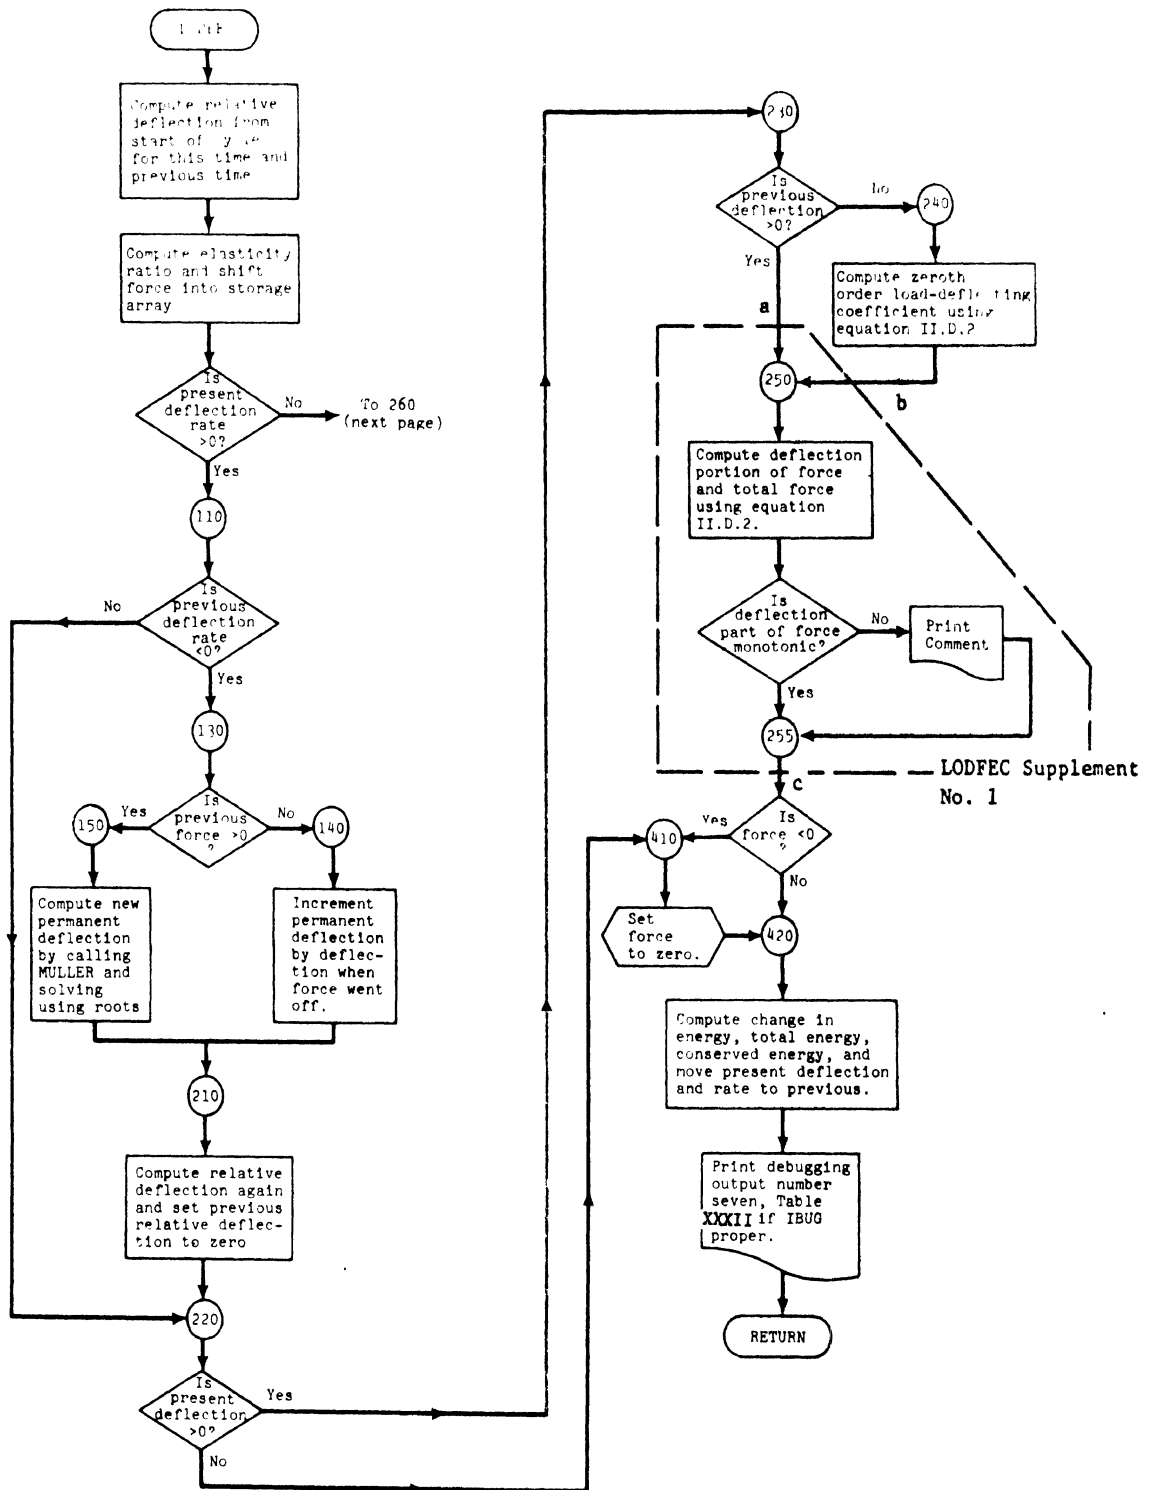 Compute relative
deflection from
start of
for this time and
previous time
Compute elasticity
ratio and shift
force into storage
array
Is
present
deflection
rate
>0?
No
To 260
(next page)
Yes
110
Is
previous
deflection
rate
<0?
No
Yes
130
Is
previous
force >0
?
Yes
150
No
140
Compute new
permanent
deflection
by calling
MULLER and
solving
using roots
Increment
permanent
deflection
by deflec-
tion when
force went
off.
210
Compute relative
deflection again
and set previous
relative deflec-
tion to zero
220
Is
present
deflection
>0?
Yes
No
230
Is
previous
deflection
>0?
No
240
Yes
a
Compute zeroth
order load-deflecting
coefficient using
equation II.D.2
250
b
Compute deflection
portion of force
and total force
using equation
II.D.2.
Is
deflection
part of force
monotonic?
No
Print
Comment
Yes
255
LODFEC Supplement
No. 1
c
Is
force <0
?
Yes
410
No
Set
force
to zero.
420
Compute change in
energy, total energy,
conserved energy, and
move present deflection
and rate to previous.
Print debugging
output number
seven, Table
XXXII if IBUG
proper.
RETURN